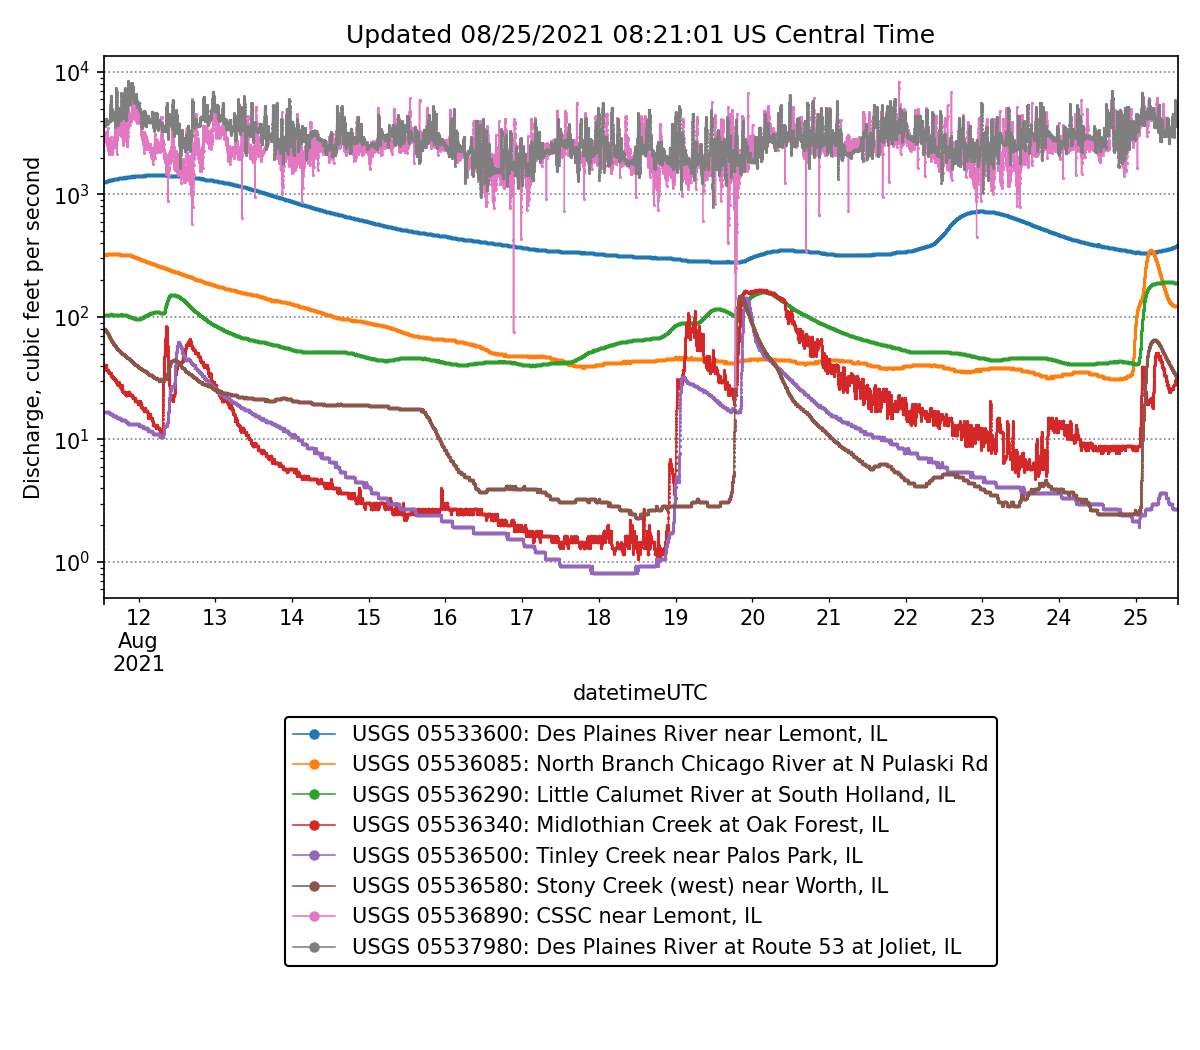 Updated 08/25/2021 08:21:01 US Central Time
Discharge, cubic feet per second
10^4
10^3
10^2
10^1
10^0
12 13 14 15 16 17 18 19 20 21 22 23 24 25
Aug
2021
datetimeUTC
USGS 05533600: Des Plaines River near Lemont, IL
USGS 05536085: North Branch Chicago River at N Pulaski Rd
USGS 05536290: Little Calumet River at South Holland, IL
USGS 05536340: Midlothian Creek at Oak Forest, IL
USGS 05536500: Tinley Creek near Palos Park, IL
USGS 05536580: Stony Creek (west) near Worth, IL
USGS 05536890: CSSC near Lemont, IL
USGS 05537980: Des Plaines River at Route 53 at Joliet, IL